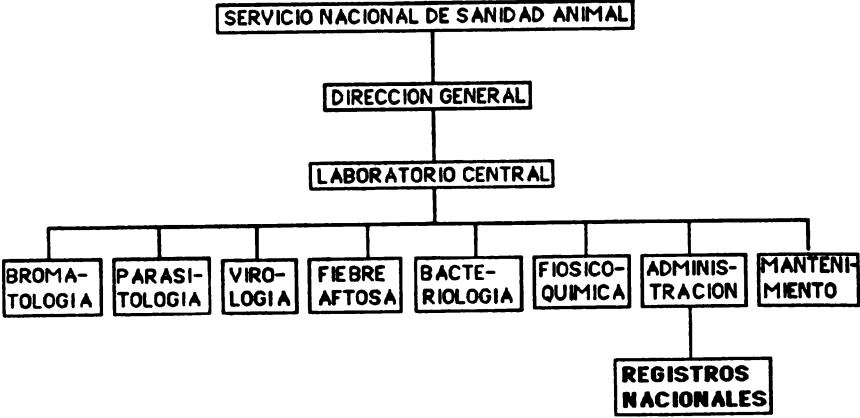 SERVICIO NACIONAL DE SANIDAD ANIMAL
DIRECCION GENERAL
LABORATORIO CENTRAL
BROMA-
TOLOGIA
PARASI-
TOLOGIA
VIRO-
LOGIA
FIEBRE
AFTOSA
BACTE-
RIOLOGIA
FIOSICO-
QUIMICA
ADMINIS-
TRACION
MANTENI-
MIENTO
REGISTROS
NACIONALES